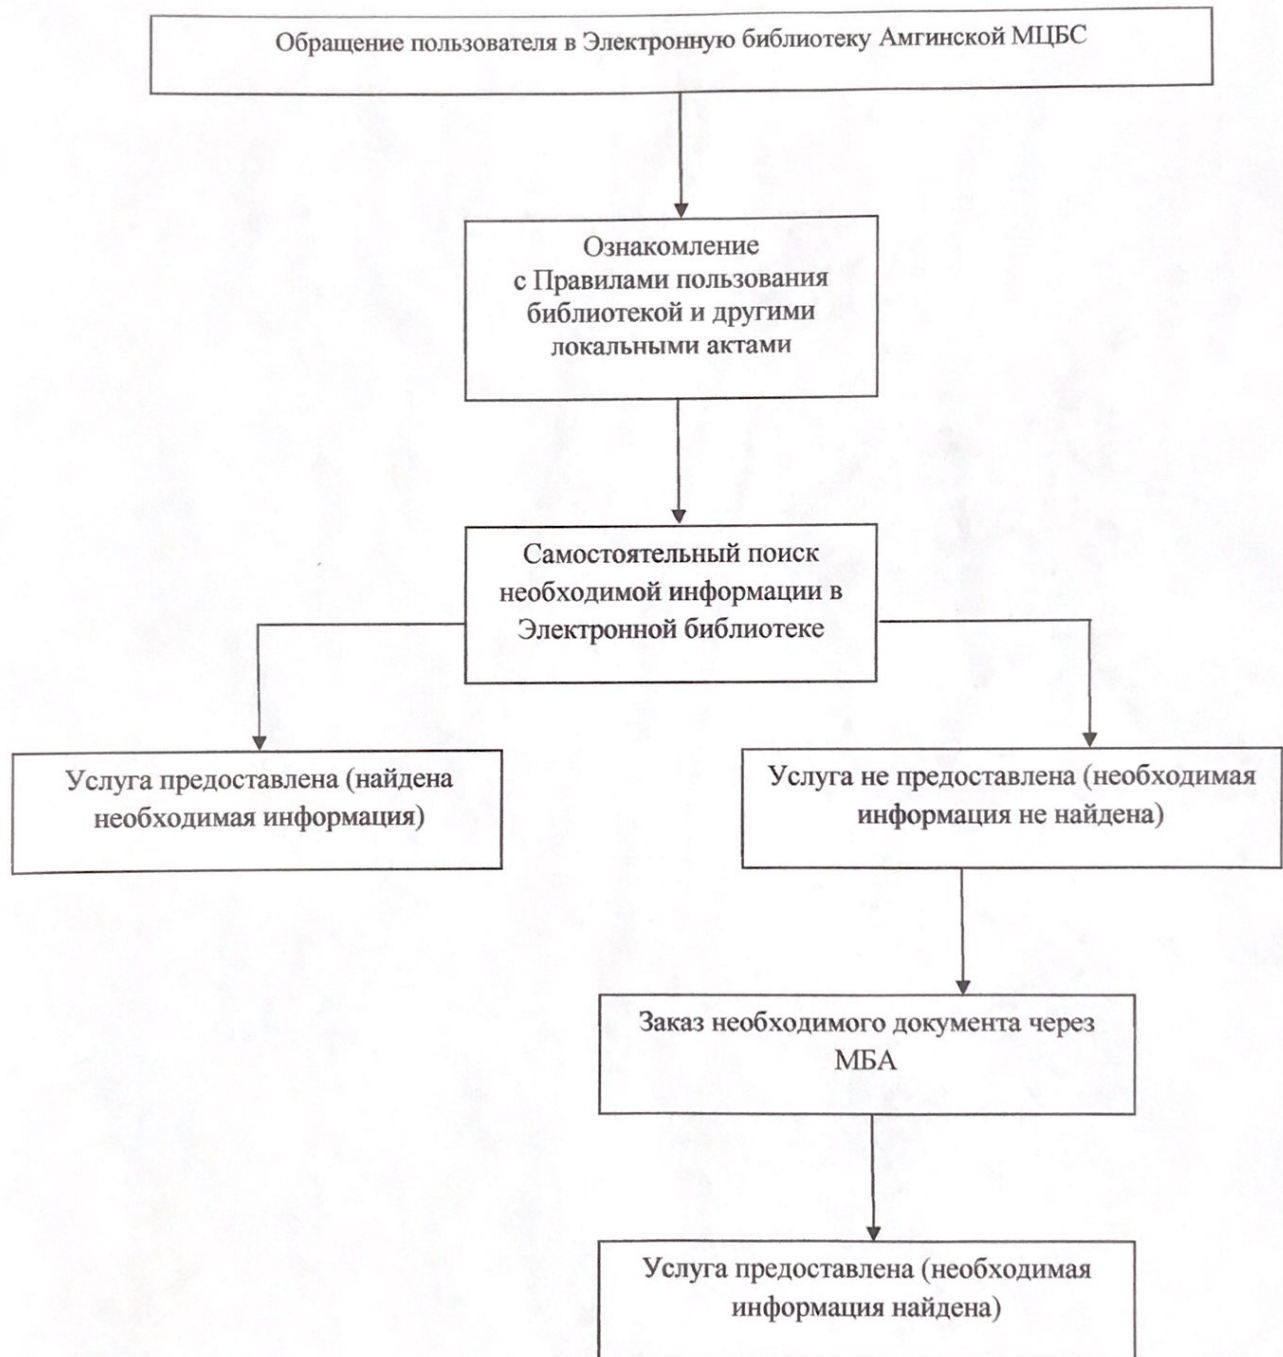 Обращение пользователя в Электронную библиотеку Амгинской МЦБС
Ознакомление
с Правилами пользования
библиотекой и другими
локальными актами
Самостоятельный поиск
необходимой информации в
Электронной библиотеке
Услуга предоставлена (найдена
необходимая информация)
Услуга не предоставлена (необходимая
информация не найдена)
Заказ необходимого документа через
МБА
Услуга предоставлена (необходимая
информация найдена)